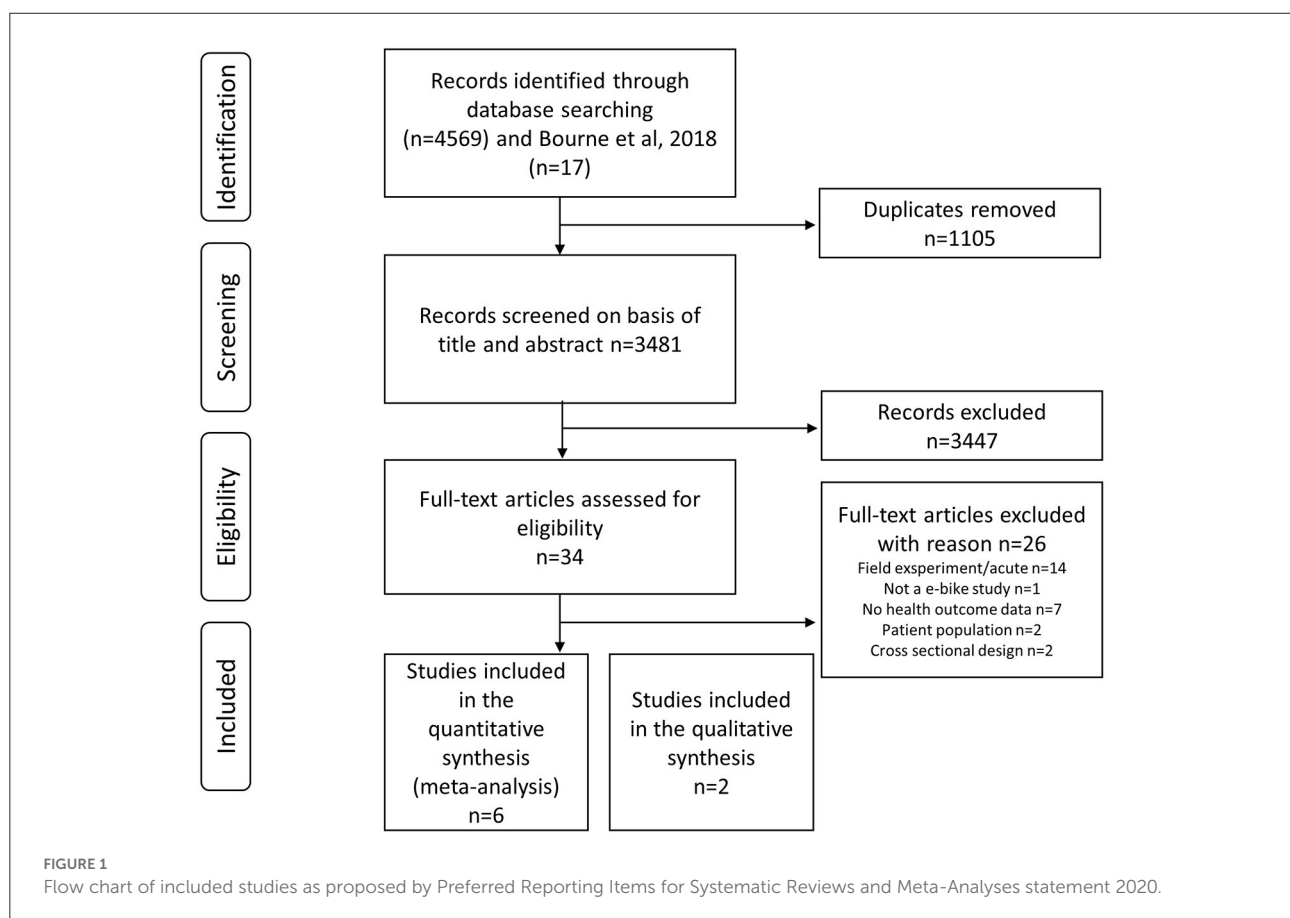 Identification
Records identified through
database searching
(n=4569) and Bourne et al, 2018
(n=17)
Duplicates removed
n=1105
Screening
Records screened on basis of
title and abstract n=3481
Records excluded
n=3447
Eligibility
Full-text articles assessed for
eligibility
n=34
Full-text articles excluded
with reason n=26
Field exsperiment/acute n=14
Not a e-bike study n=1
No health outcome data n=7
Patient population n=2
Cross sectional design n=2
Included
Studies included
in the
quantitative
synthesis
(meta-analysis)
n=6
Studies included
in the qualitative
synthesis
n=2
FIGURE 1
Flow chart of included studies as proposed by Preferred Reporting Items for Systematic Reviews and Meta-Analyses statement 2020.